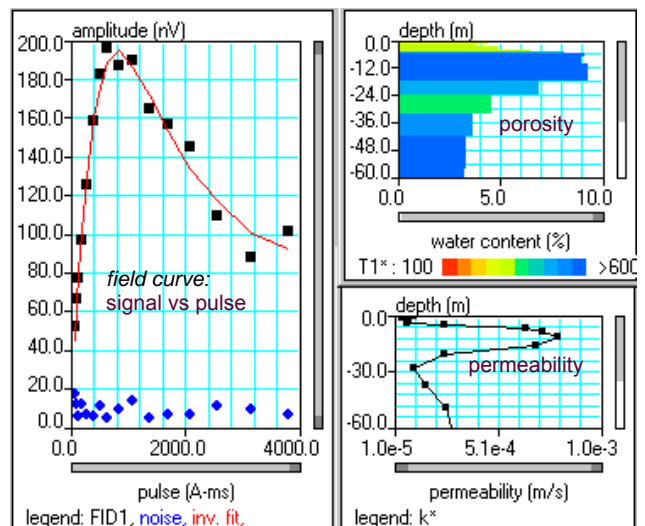 amplitude (nV)
200.0
180.0
160.0
140.0
120.0
100.0
80.0
60.0
40.0
20.0
0.0
field curve:
signal vs pulse
0.0 2000.0 4000.0
pulse (A-ms)
legend: FID1, noise, inv. fit,
depth (m)
0.0
-12.0
-24.0
-36.0
-48.0
-60.0
porosity
0.0 5.0 10.0
water content (%)
T1* : 100 >600
depth (m)
0.0
-30.0
-60.0
permeability
1.0e-5 5.1e-4 1.0e-3
permeability (m/s)
legend: k*